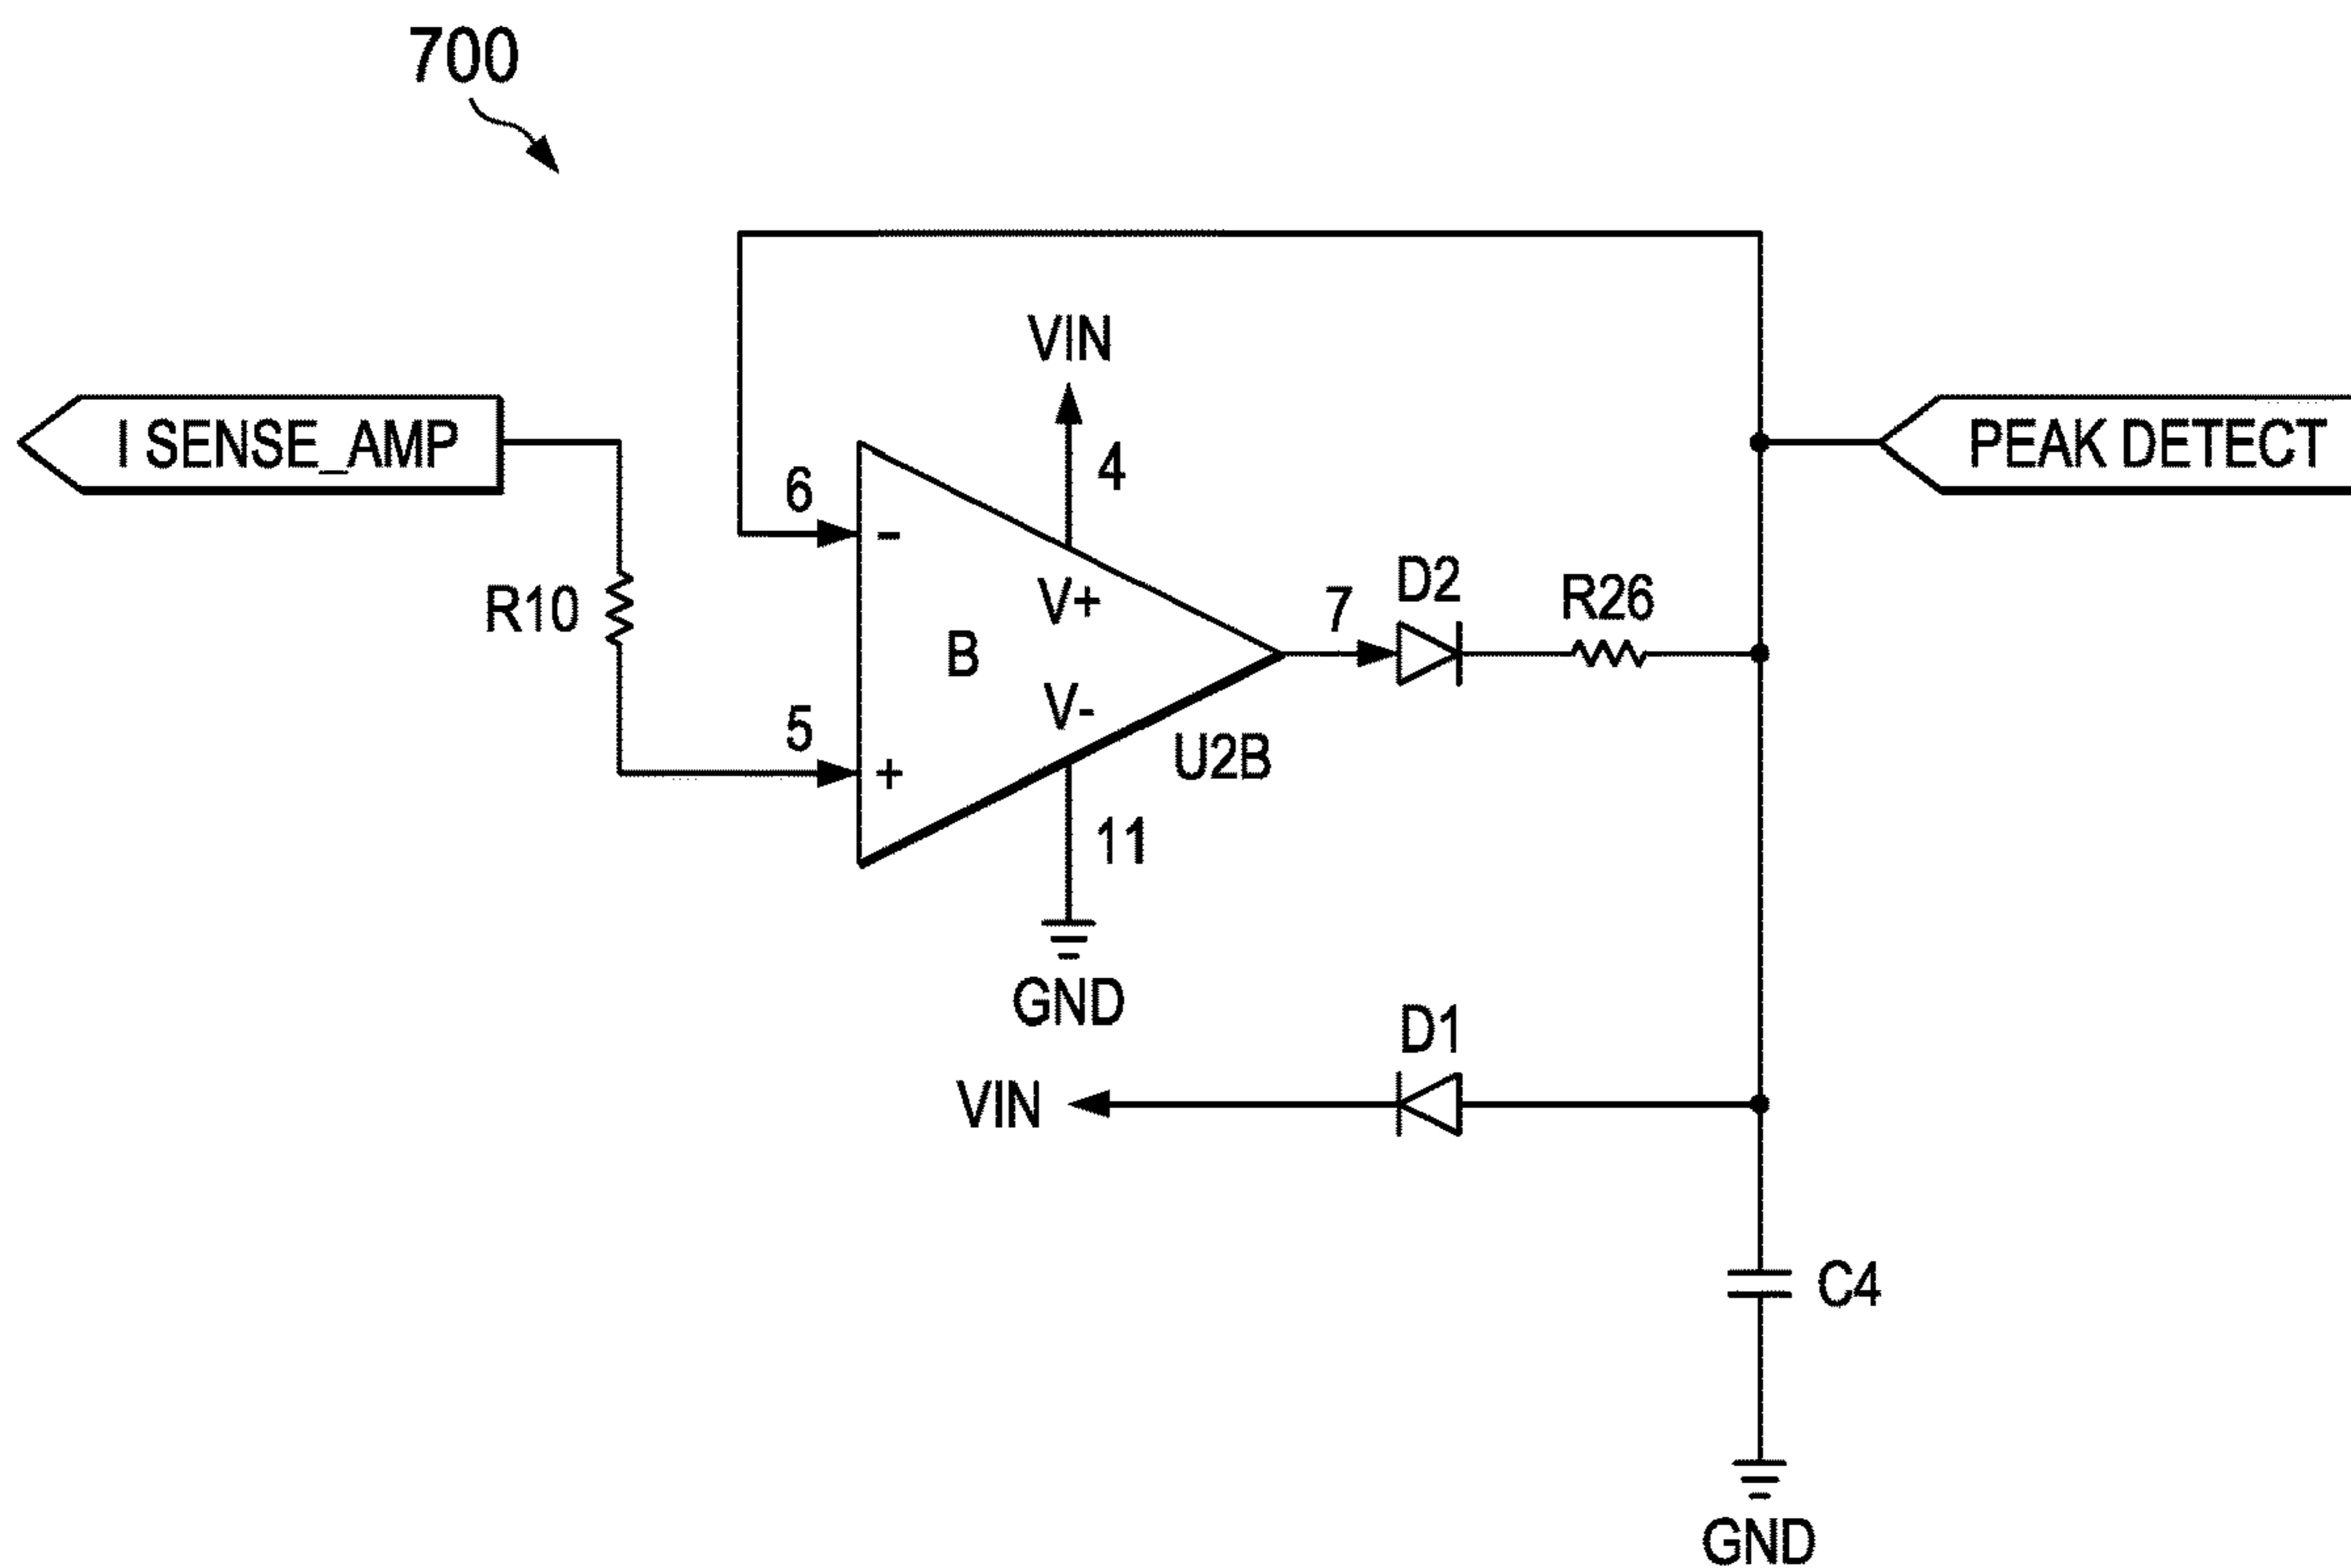 700
VIN
I SENSE_AMP
PEAK DETECT
4
6
-
V+
D2
R26
7
R10
B
V-
5
+
U2B
11
GND
D1
VIN
C4
GND